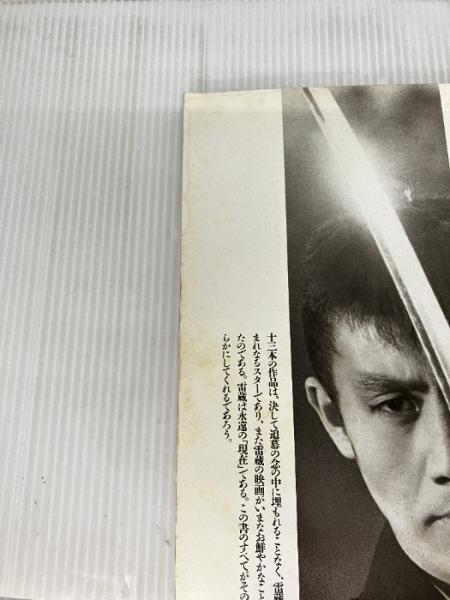 十三本の作品は、決して追慕の念の中に埋もれることなく、雷蔵
まれなるスターであり、また雷蔵の映画がいまなお鮮やかなこと
たのである。雷蔵は永遠の「現在」である。この書のすべてがその
らかにしてくれるであろう。